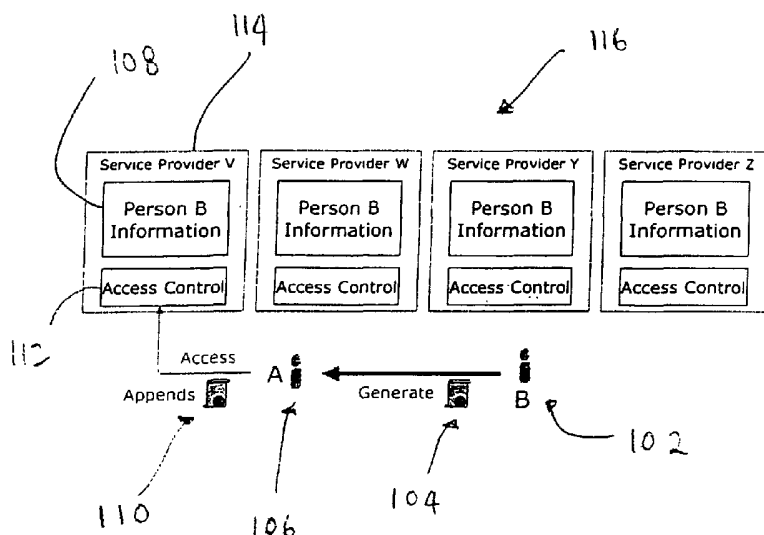 114
108
116
Service Provider V
Service Provider W
Service Provider Y
Service Provider Z
Person B
Information
Person B
Information
Person B
Information
Person B
Information
Access Control
Access Control
Access Control
Access Control
112
Access
A
Appends
Generate
B
102
110
106
104